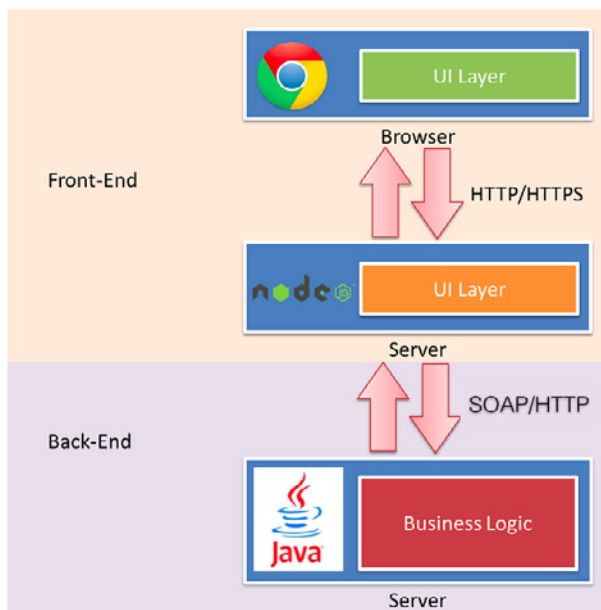 UI Layer
Browser
Front-End
HTTP/HTTPS
node JS
UI Layer
Server
SOAP/HTTP
Back-End
Java
Business Logic
Server